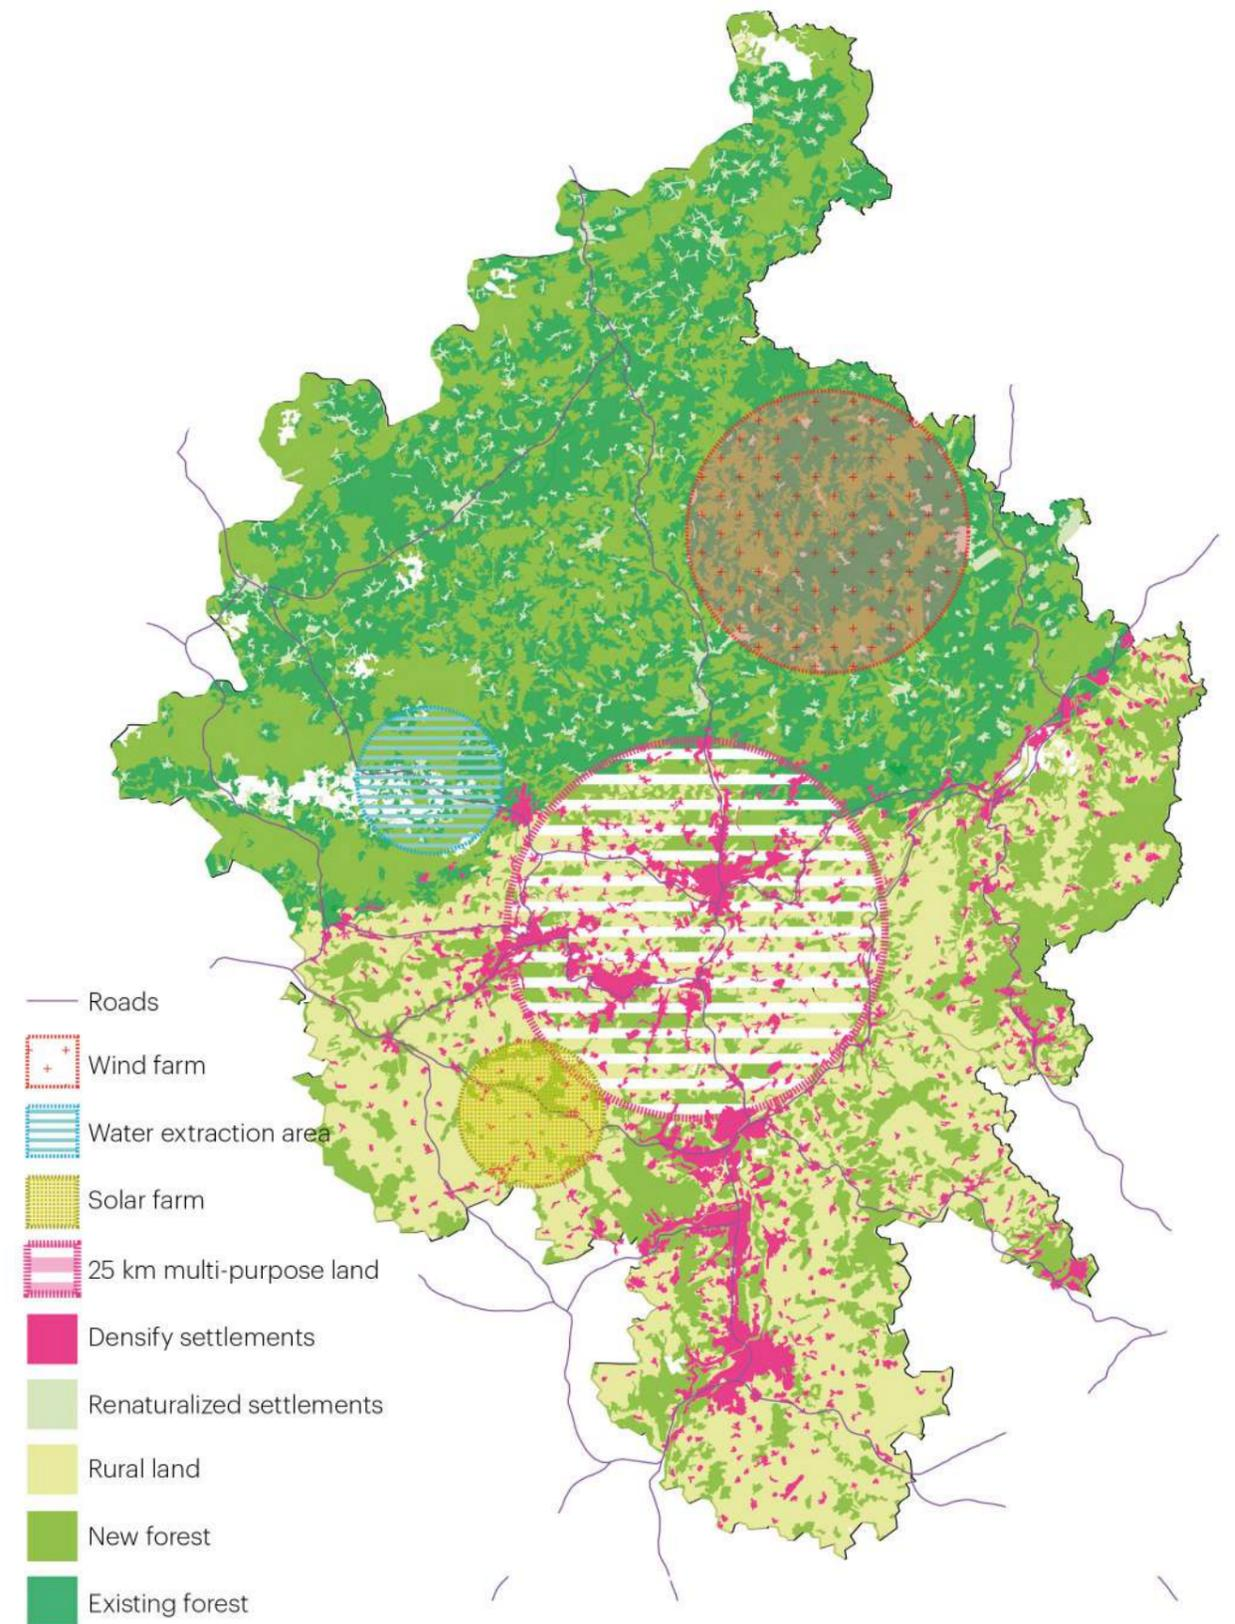 Roads
Wind farm
Water extraction area
Solar farm
25 km multi-purpose land
Densify settlements
Renaturalized settlements
Rural land
New forest
Existing forest